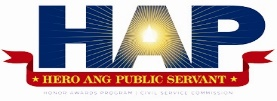 HAP
★ HERO ANG PUBLIC SERVANT ★
HONOR AWARDS PROGRAM | CIVIL SERVICE COMMISSION